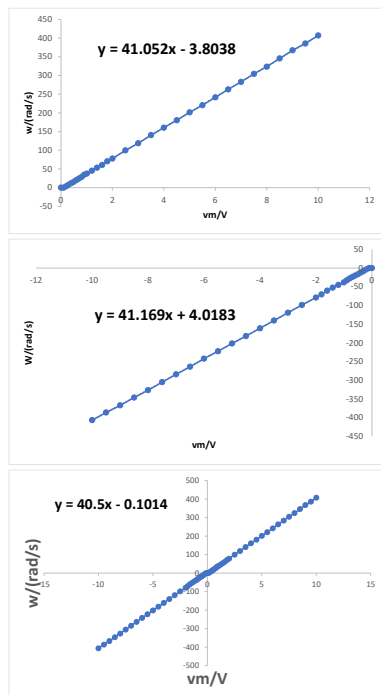 y = 41.052x - 3.8038
450
400
350
300
250
200
150
100
50
0
-50
w/(rad/s)
0 2 4 6 8 10 12
vm/V
-12 -10 -8 -6 -4 -2 0
50
0
-50
-100
-150
-200
-250
-300
-350
-400
-450
y = 41.169x + 4.0183
W/(rad/s)
vm/V
y = 40.5x - 0.1014
500
400
300
200
100
0
-100
-200
-300
-400
-500
-15 -10 -5 0 5 10 15
w/(rad/s)
vm/V